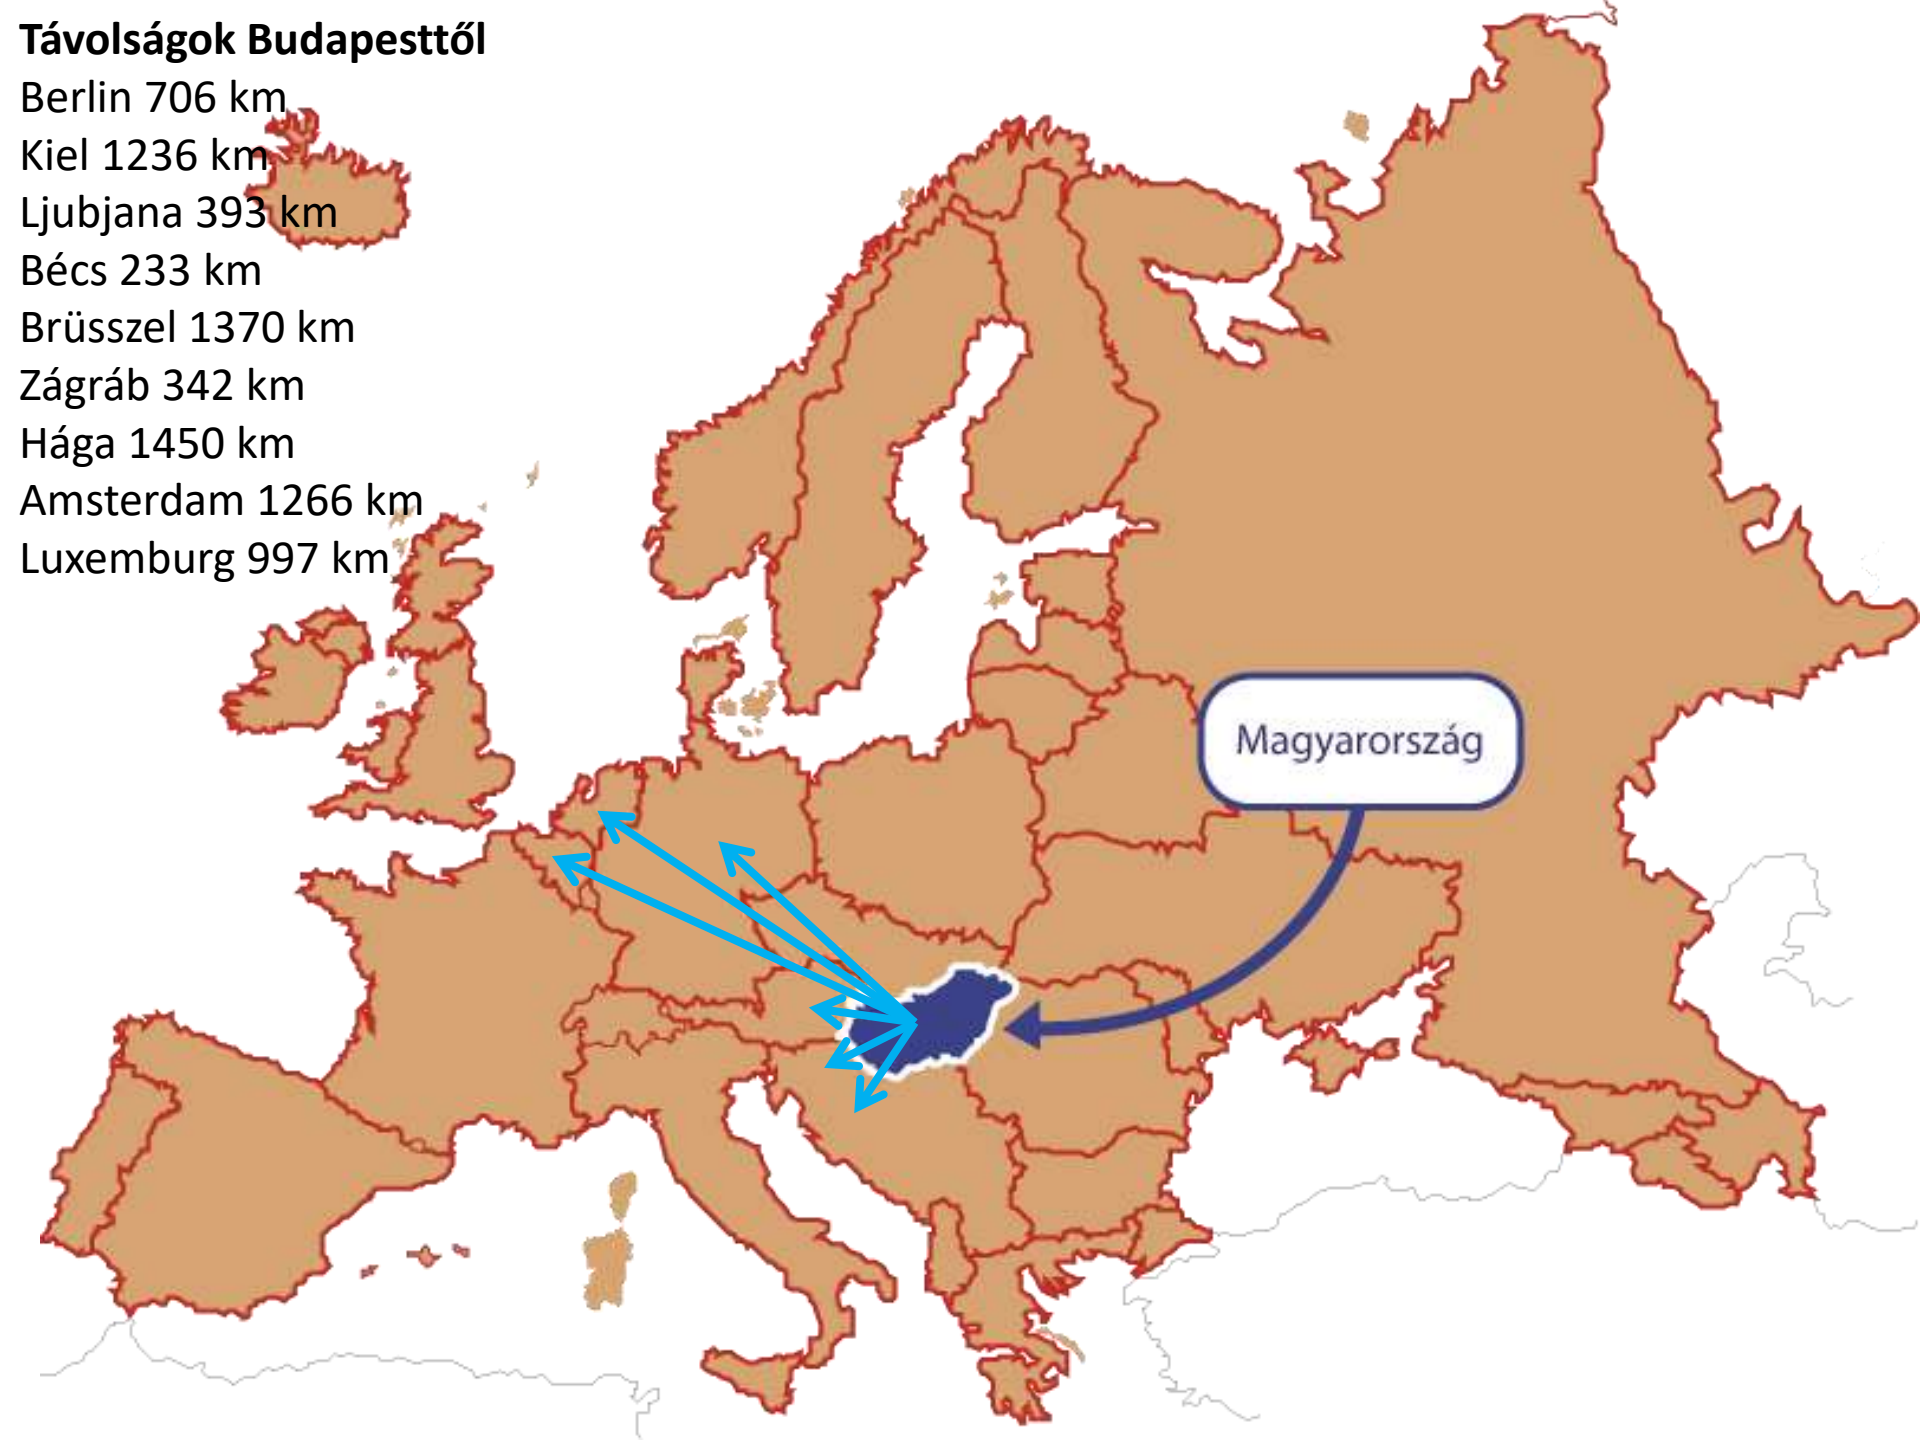 Távolságok Budapesttől
Berlin 706 km
Kiel 1236 km
Ljubjana 393 km
Bécs 233 km
Brüsszel 1370 km
Zágráb 342 km
Hága 1450 km
Amsterdam 1266 km
Luxemburg 997 km
Magyarország